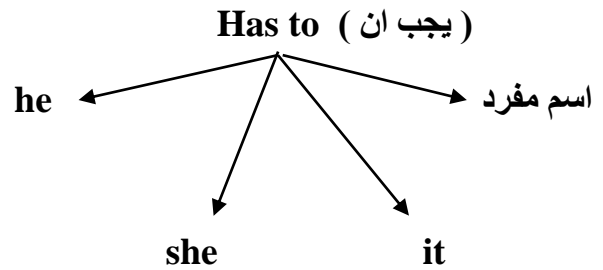 Has to ( يجب ان )
he
اسم مفرد
she
it